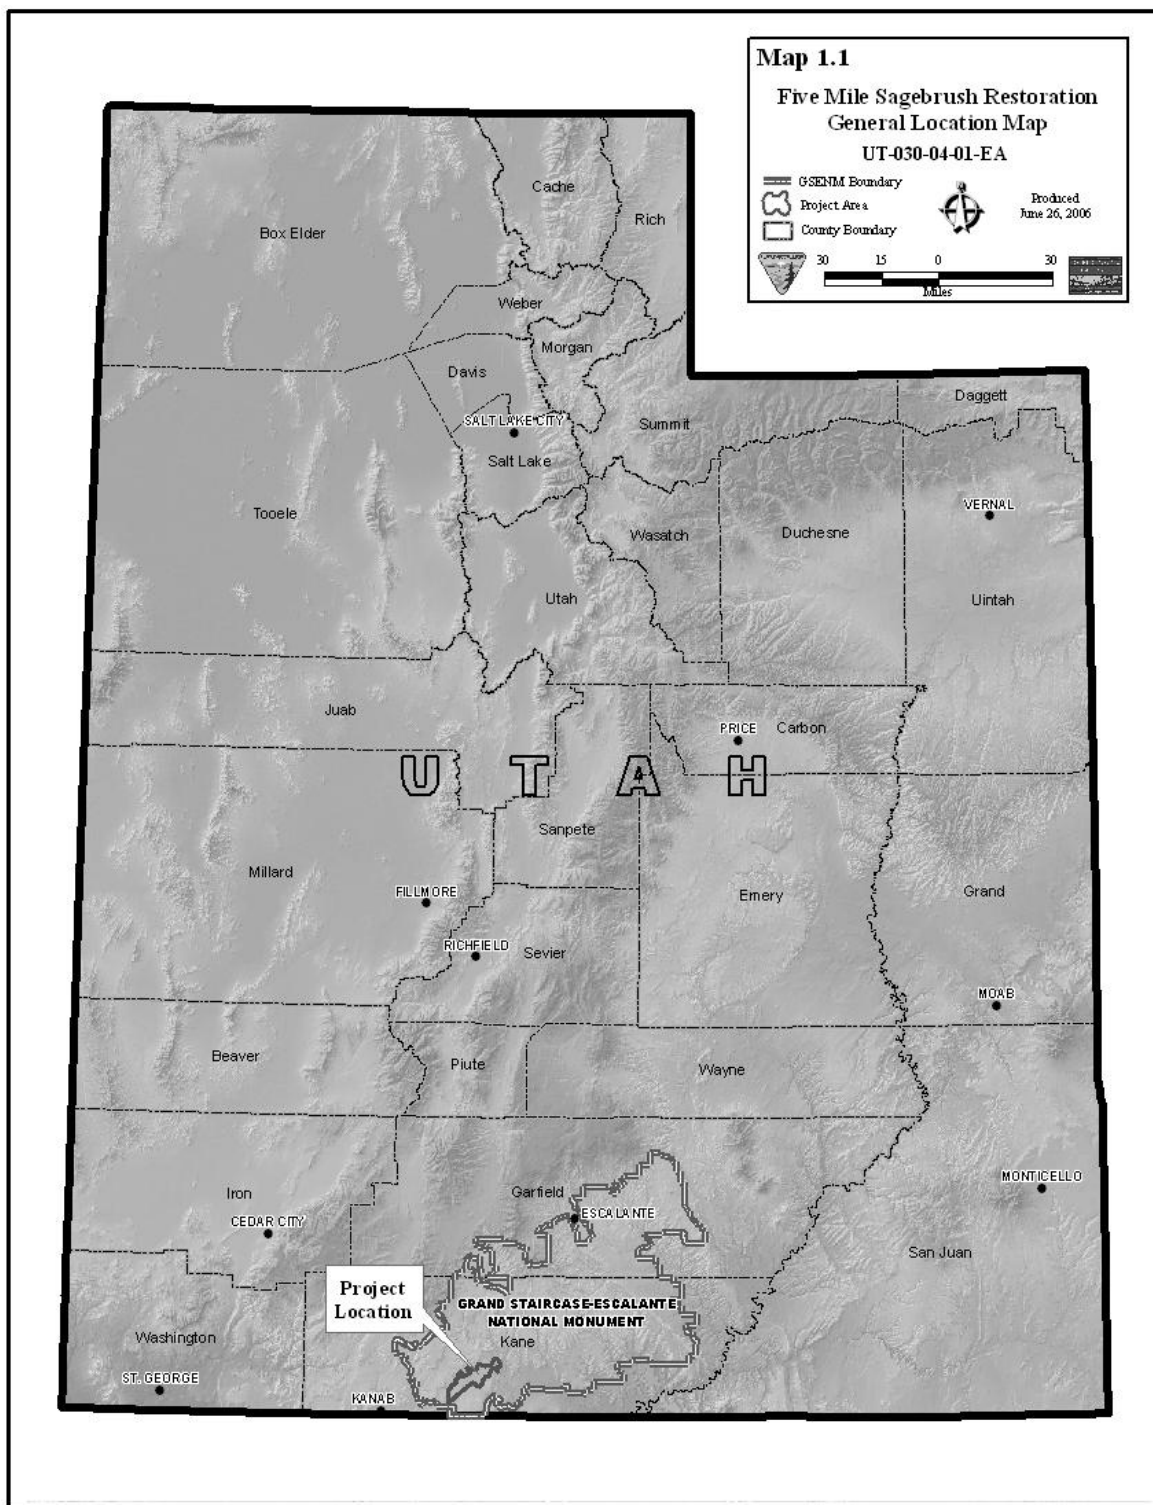 Map 1.1
Five Mile Sagebrush Restoration
General Location Map
UT-030-04-01-EA
GSENM Boundary
Project Area
County Boundary
Produced
June 26, 2006
30 15 0 30
Miles
Cache
Rich
Box Elder
Weber
Morgan
Davis
Daggett
SALT LAKE CITY
Summit
Salt Lake
VERNAL
Tooele
Wasatch
Duchesne
Utah
Uintah
Juab
PRICE
Carbon
U T A H
Sanpete
Millard
FILLMORE
Emery
Grand
RICHFIELD
Sevier
MOAB
Beaver
Piute
Wayne
MONTICELLO
Iron
Garfield
ESCALANTE
CEDAR CITY
San Juan
Project
Location
GRAND STAIRCASE-ESCALANTE
NATIONAL MONUMENT
Washington
Kane
ST. GEORGE
KANAB